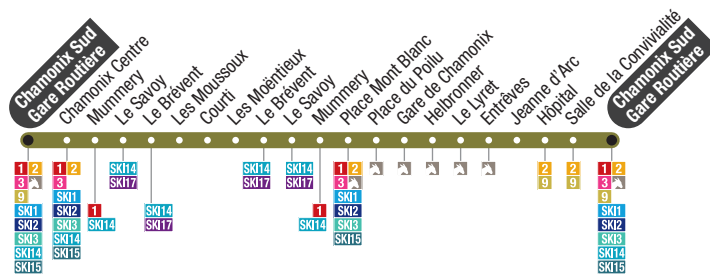 Chamonix Sud
Gare Routière
Chamonix Centre
Mummery
Le Savoy
Le Brévent
Les Moussoux
Courti
Les Moëntieux
Le Brévent
Le Savoy
Mummery
Place Mont Blanc
Place du Poilu
Gare de Chamonix
Helbronner
Le Lyret
Entrêves
Jeanne d'Arc
Hôpital
Salle de la Convivialité
Chamonix Sud
Gare Routière
1 2
3
9
SKI1
SKI2
SKI3
SKI14
SKI15
1 2
3
SKI1
SKI2
SKI3
SKI14
SKI15
1
SKI14
SKI14
SKI17
SKI14
SKI17
SKI14
SKI17
SKI14
SKI17
1
SKI14
1 2
3
SKI1
SKI2
SKI3
SKI15
2
9
2
9
1 2
3
9
SKI1
SKI2
SKI3
SKI14
SKI15